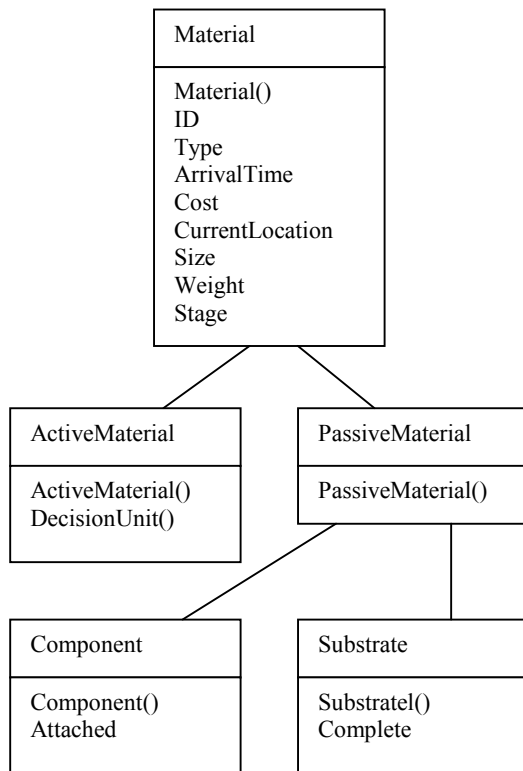 Material
Material()
ID
Type
ArrivalTime
Cost
CurrentLocation
Size
Weight
Stage
ActiveMaterial
ActiveMaterial()
DecisionUnit()
PassiveMaterial
PassiveMaterial()
Component
Component()
Attached
Substrate
Substratel()
Complete